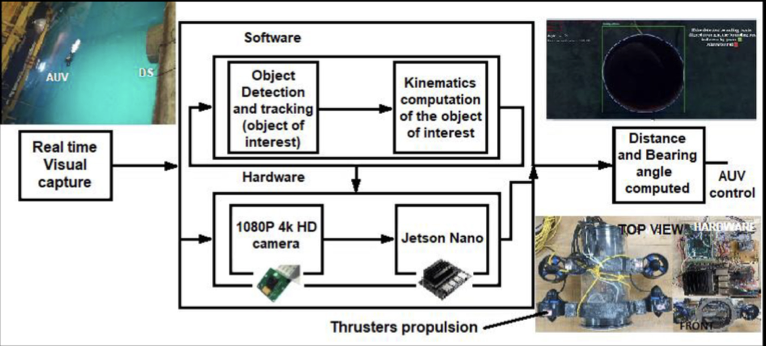 AUV
DS
Real time
Visual
capture
Software
Object
Detection
and tracking
(object of
interest)
Kinematics
computation
of the object
of interest
Hardware
1080P 4k HD
camera
Jetson Nano
Distance
and Bearing
angle
computed
AUV
control
TOP VIEW
HARDWARE
FRONT
Thrusters propulsion